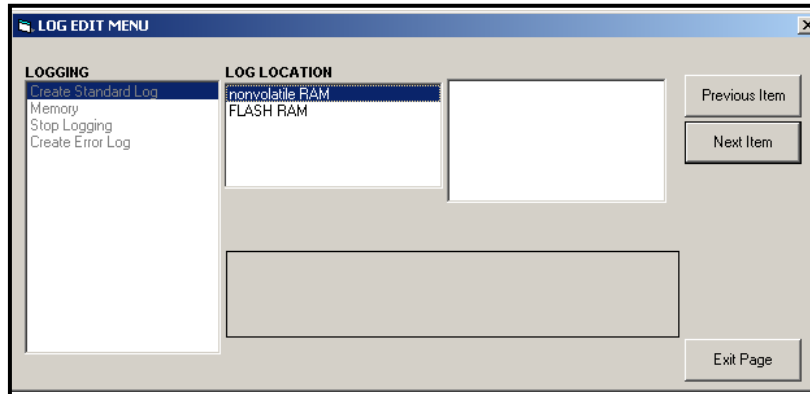 LOG EDIT MENU
LOGGING
Create Standard Log
Memory
Stop Logging
Create Error Log
LOG LOCATION
nonvolatile RAM
FLASH RAM
Previous Item
Next Item
Exit Page